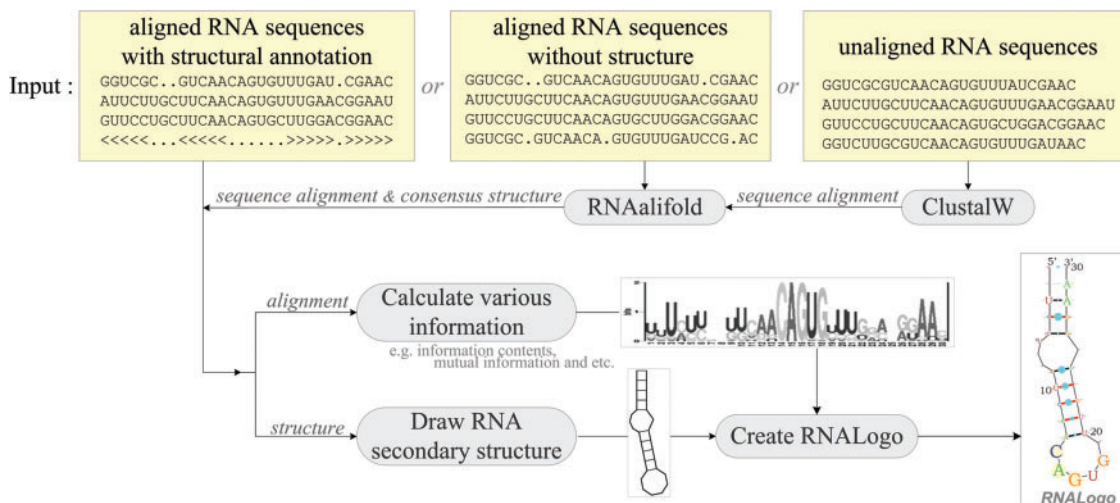 aligned RNA sequences
with structural annotation
GGUCGC..GUCAACAGUGUUUGAU.CGAAC
AUUCUUGCUUCAACAGUGUUUGAACGGAAU
GUUCCUGCUUCAACAGUGCUUGGACGGAAC
<<<<<...<<<<<......>>>>>.>>>>>
Input :
or
aligned RNA sequences
without structure
GGUCGC..GUCAACAGUGUUUGAU.CGAAC
AUUCUUGCUUCAACAGUGUUUGAACGGAAU
GUUCCUGCUUCAACAGUGCUUGGACGGAAC
GGUCGC.GUCAACA.GUGUUUGAUCCG.AC
or
unaligned RNA sequences
GGUCGCGUCAACAGUGUUUAUCGAAC
AUUCUUGCUUCAACAGUGUUUGAACGGAAU
GUUCCUGCUUCAACAGUGCUGGACGGAAC
GGUCUUGCGUCAACAGUGUUUGAUAAC
sequence alignment & consensus structure
RNAalifold
sequence alignment
ClustalW
alignment
Calculate various
information
e.g. information contents,
mutual information and etc.
structure
Draw RNA
secondary structure
Create RNALogo
5' 3'
30
10
20
C
A
G
U
G
RNALogo